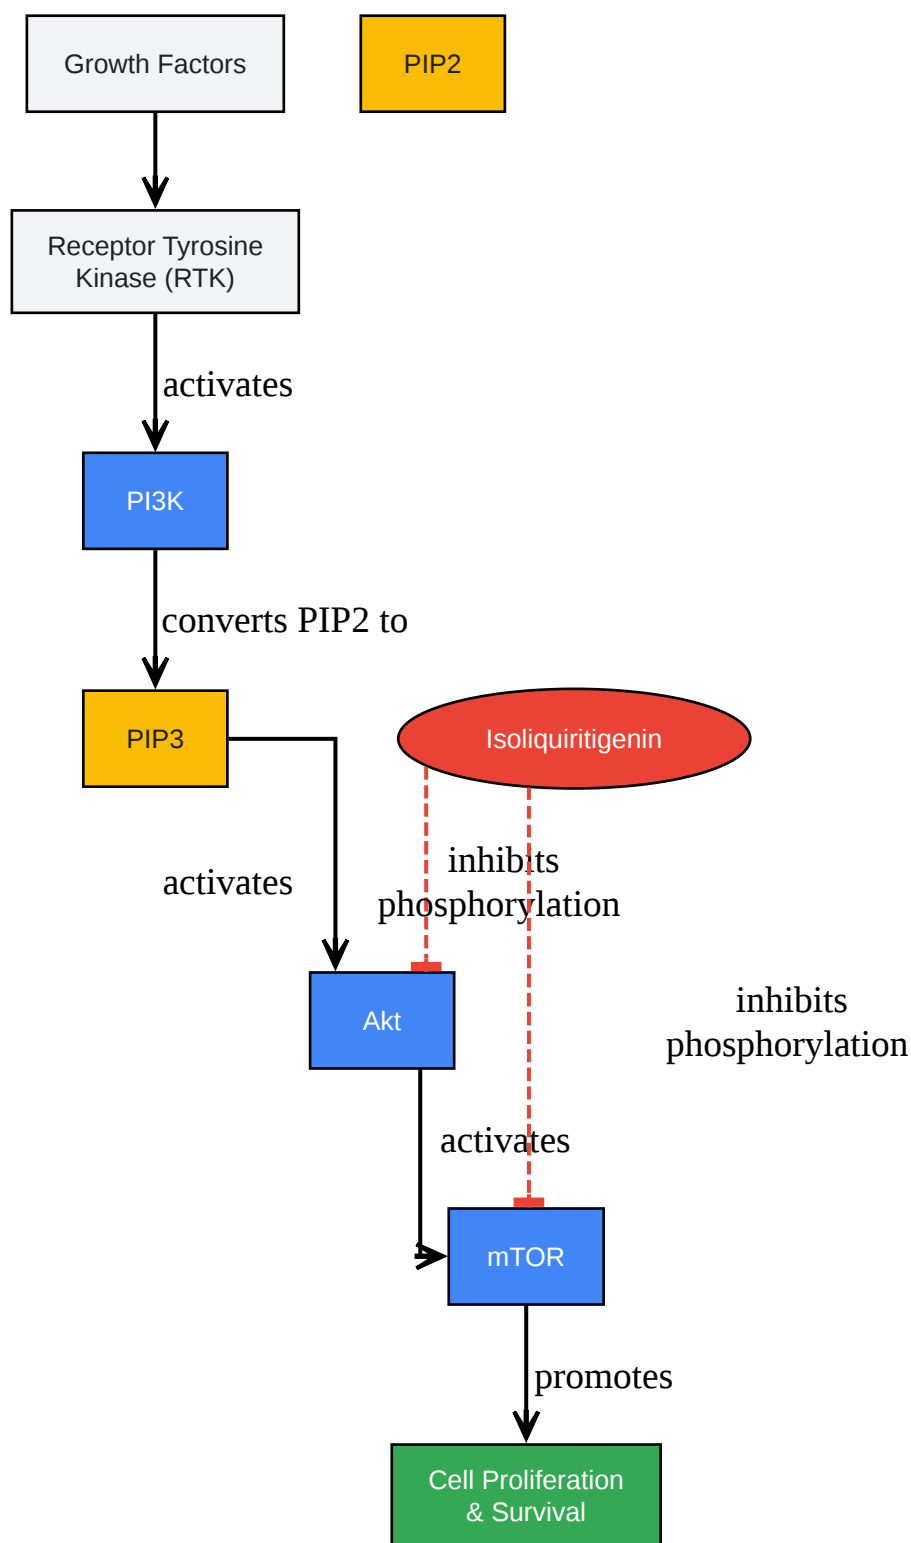 Growth Factors
PIP2
Receptor Tyrosine
Kinase (RTK)
activates
PI3K
converts PIP2 to
PIP3
Isoliquiritigenin
activates
inhibits
phosphorylation
Akt
inhibits
phosphorylation
activates
mTOR
promotes
Cell Proliferation
& Survival